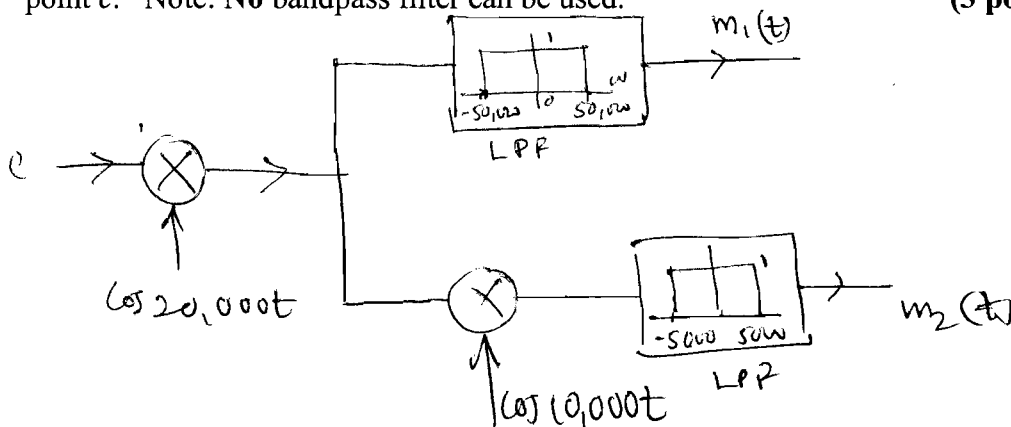 point c. Note: No bandpass filter can be used. (3 po
m₁(t)
1
ω
-50,000 0 50,000
LPF
e
cos 20,000t
1
-5000 5000
m₂(t)
LPF
cos 10,000t